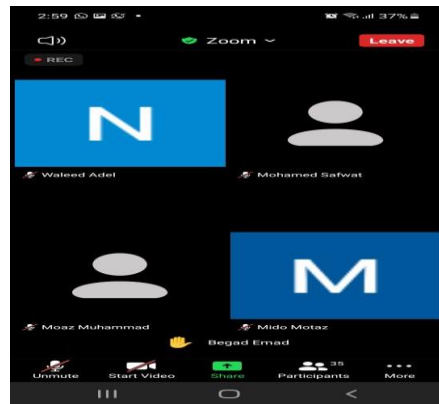 2:59
37%
Zoom
Leave
REC
N
Waleed Adel
Mohamed Safwat
M
Moaz Muhammad
Mido Motaz
Begad Emad
35
Unmute
Start Video
Share
Participants
More